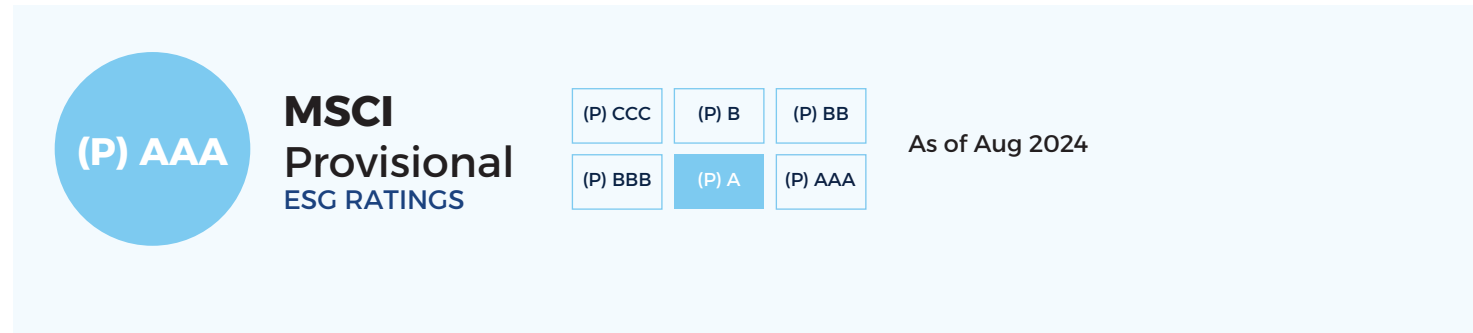 (P) AAA
MSCI
Provisional
ESG RATINGS
(P) CCC
(P) B
(P) BB
(P) BBB
(P) A
(P) AAA
As of Aug 2024